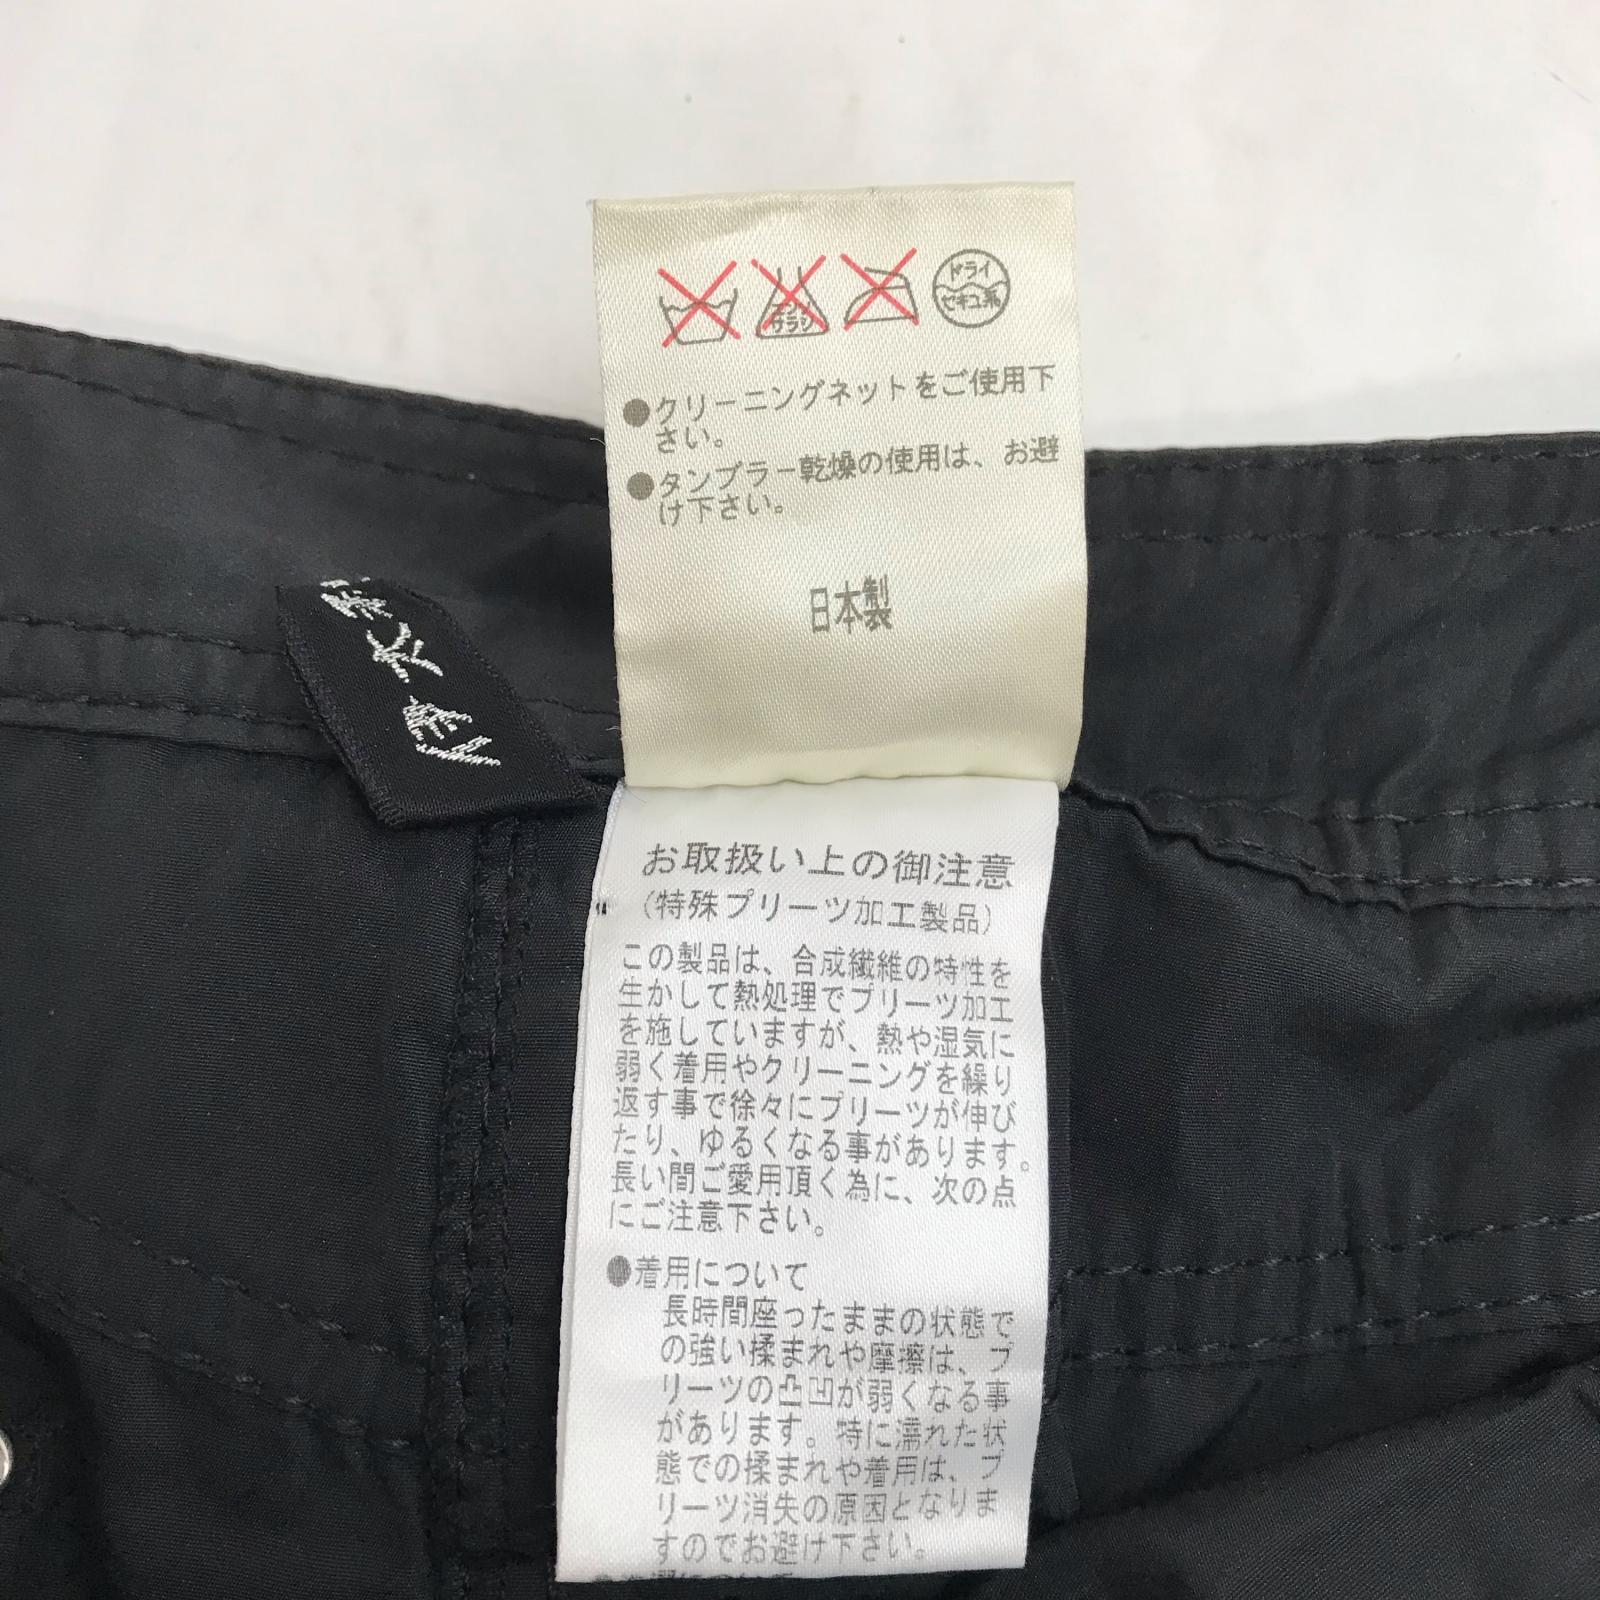 ドライ
セキユ系
エンソ
サラシ
●クリーニングネットをご使用下
さい。
●タンブラー乾燥の使用は、お避
け下さい。
日本製
お取扱い上の御注意
(特殊プリーツ加工製品)
この製品は、合成繊維の特性を
生かして熱処理でプリーツ加工
を施していますが、熱や湿気に
弱く着用やクリーニングを繰り
返す事で徐々にプリーツが伸び
たり、ゆるくなる事があります。
長い間ご愛用頂く為に、次の点
にご注意下さい。
●着用について
長時間座ったままの状態で
の強い揉まれや摩擦は、プ
リーツの凸凹が弱くなる事
があります。特に濡れた状
態での揉まれや着用は、プ
リーツ消失の原因となりま
すのでお避け下さい。